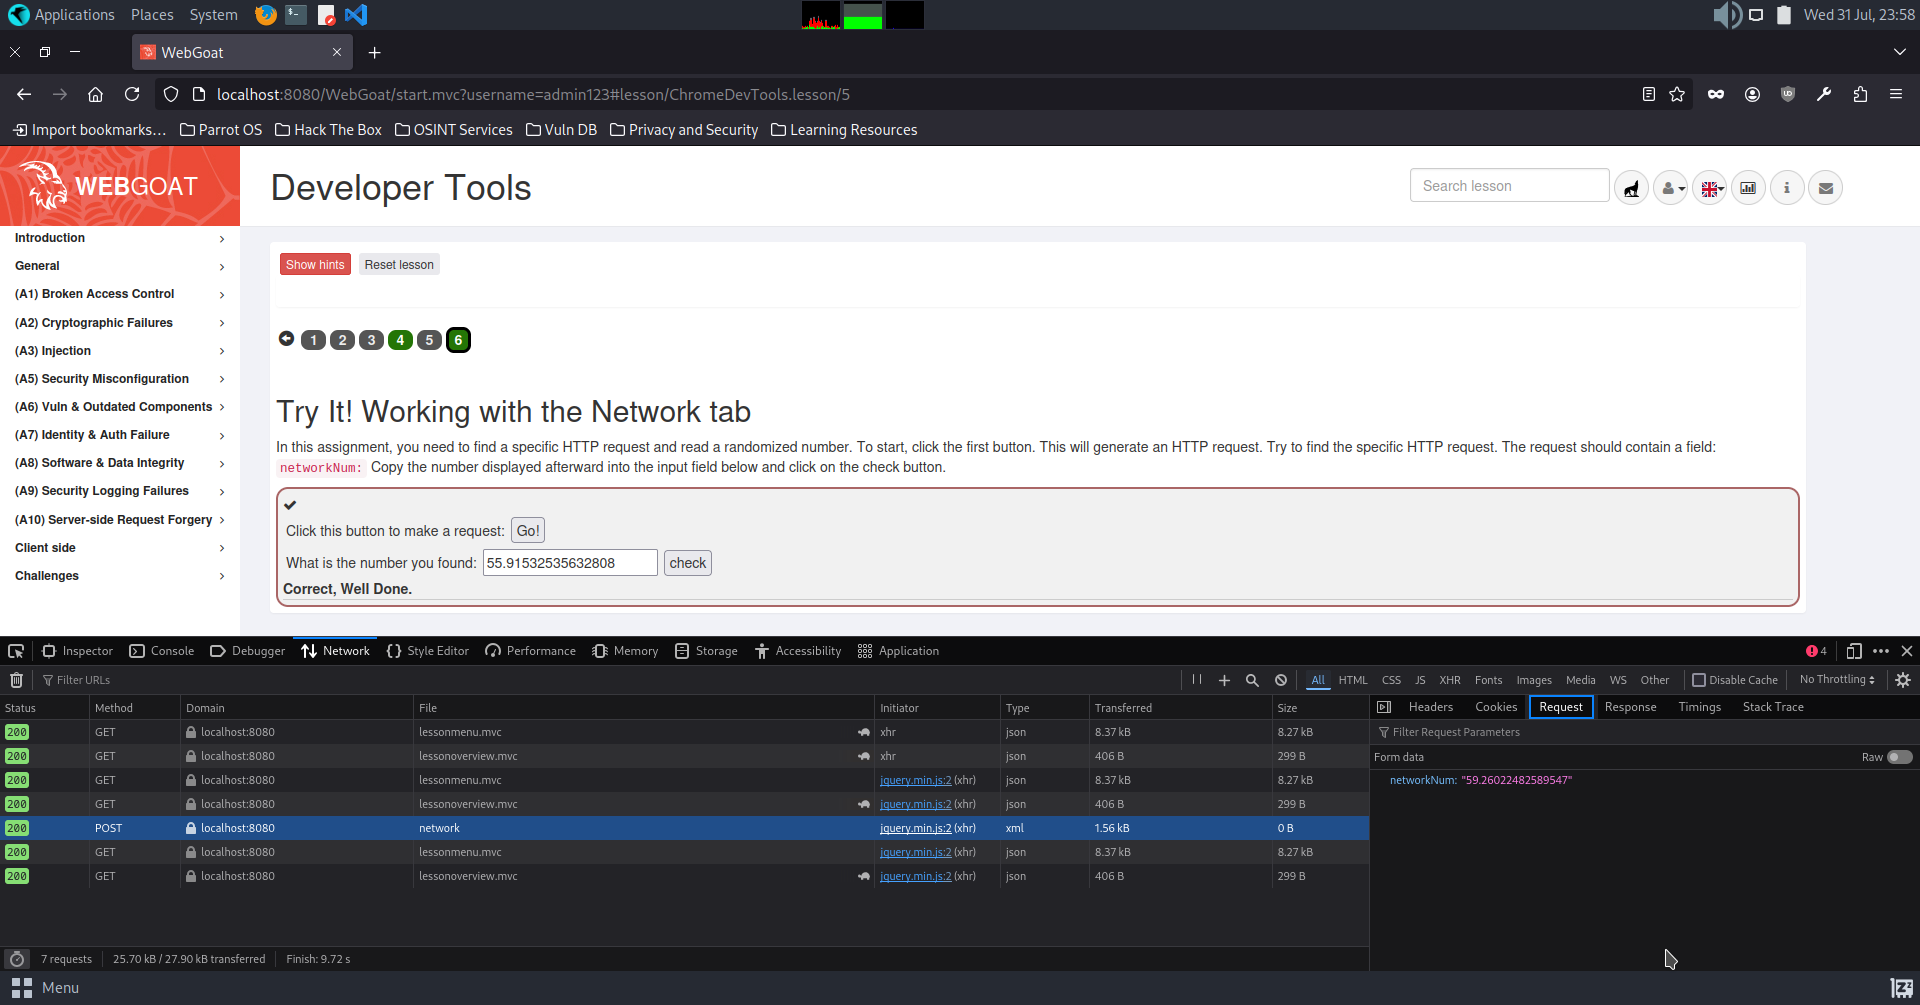 Applications Places System Wed 31 Jul, 23:58
WebGoat
localhost:8080/WebGoat/start.mvc?username=admin123#lesson/ChromeDevTools.lesson/5
Import bookmarks… Parrot OS Hack The Box OSINT Services Vuln DB Privacy and Security Learning Resources
WEBGOAT
Developer Tools
Search lesson
Introduction
General
(A1) Broken Access Control
(A2) Cryptographic Failures
(A3) Injection
(A5) Security Misconfiguration
(A6) Vuln & Outdated Components
(A7) Identity & Auth Failure
(A8) Software & Data Integrity
(A9) Security Logging Failures
(A10) Server-side Request Forgery
Client side
Challenges
Show hints Reset lesson
1 2 3 4 5 6
Try It! Working with the Network tab
In this assignment, you need to find a specific HTTP request and read a randomized number. To start, click the first button. This will generate an HTTP request. Try to find the specific HTTP request. The request should contain a field:
networkNum: Copy the number displayed afterward into the input field below and click on the check button.
Click this button to make a request: Go!
What is the number you found: 55.91532535632808 check
Correct, Well Done.
Inspector Console Debugger Network Style Editor Performance Memory Storage Accessibility Application 4
Filter URLs All HTML CSS JS XHR Fonts Images Media WS Other Disable Cache No Throttling
Status Method Domain File Initiator Type Transferred Size
200 GET localhost:8080 lessonmenu.mvc xhr json 8.37 kB 8.27 kB
200 GET localhost:8080 lessonoverview.mvc xhr json 406 B 299 B
200 GET localhost:8080 lessonmenu.mvc jquery.min.js:2 (xhr) json 8.37 kB 8.27 kB
200 GET localhost:8080 lessonoverview.mvc jquery.min.js:2 (xhr) json 406 B 299 B
200 POST localhost:8080 network jquery.min.js:2 (xhr) xml 1.56 kB 0 B
200 GET localhost:8080 lessonmenu.mvc jquery.min.js:2 (xhr) json 8.37 kB 8.27 kB
200 GET localhost:8080 lessonoverview.mvc jquery.min.js:2 (xhr) json 406 B 299 B
Headers Cookies Request Response Timings Stack Trace
Filter Request Parameters
Form data Raw
networkNum: "59.26022482589547"
7 requests 25.70 kB / 27.90 kB transferred Finish: 9.72 s
Menu